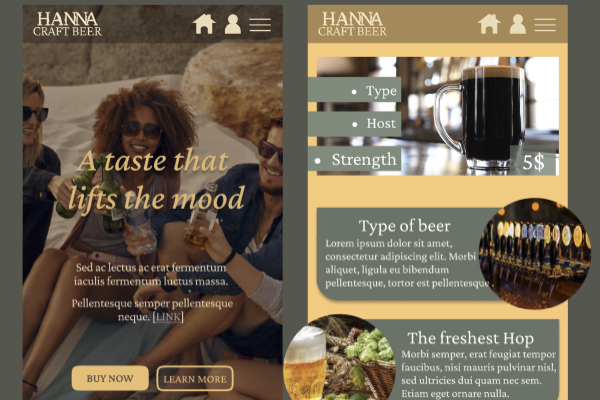 HANNA
CRAFT BEER
A taste that
lifts the mood
Sed ac lectus ac erat fermentum
iaculis fermentum luctus massa.
Pellentesque semper pellentesque
neque. [LINK]
BUY NOW
LEARN MORE
HANNA
CRAFT BEER
• Type
• Host
• Strength
5$
Type of beer
Lorem ipsum dolor sit amet,
consectetur adipiscing elit. Morbi
aliquet, ligula eu bibendum
pellentesque, tortor est pellentesque
The freshest Hop
Morbi semper, erat feugiat tempor
faucibus, nisi mauris pulvinar nisl,
sed ultricies dui quam nec sem.
Etiam eget ornare nulla.